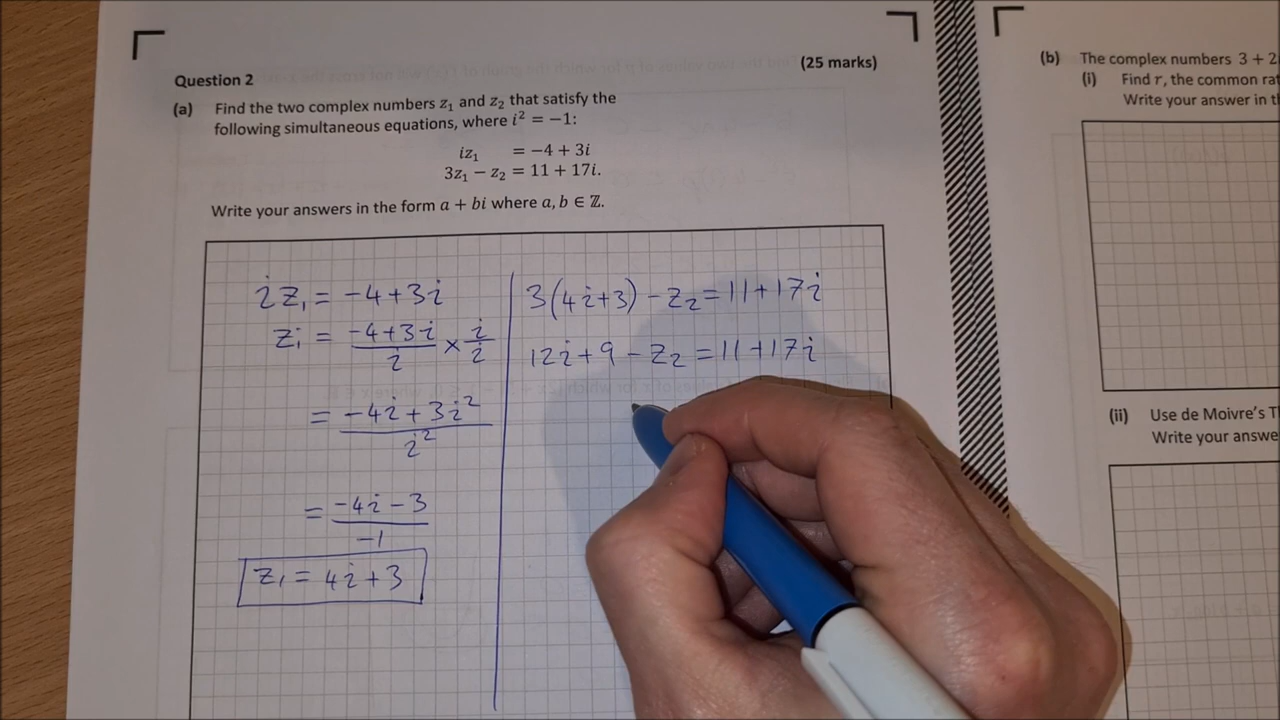 Question 2
(25 marks)
(a) Find the two complex numbers z₁ and z₂ that satisfy the
following simultaneous equations, where i² = −1:
iz₁ = −4 + 3i
3z₁ − z₂ = 11 + 17i.
Write your answers in the form a + bi where a, b ∈ ℤ.
iz₁ = -4+3i
zi = -4+3i/i × i/i
= -4i+3i²/i²
= -4i-3/-1
z₁ = 4i+3
3(4i+3) - z₂ = 11+17i
12i+9 - z₂ = 11+17i
(b) The complex numbers 3 + 2
(i) Find r, the common
Write your answer in
(ii) Use de Moivre's
Write your